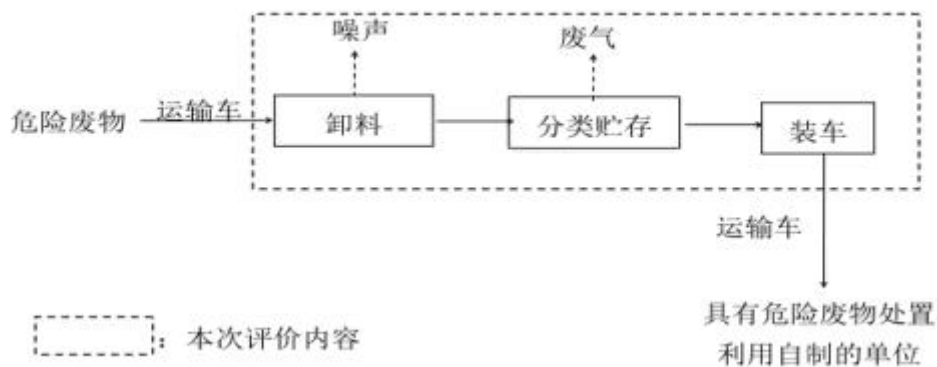 噪声
废气
危险废物
运输车
卸料
分类贮存
装车
运输车
具有危险废物处置
利用自制的单位
：本次评价内容